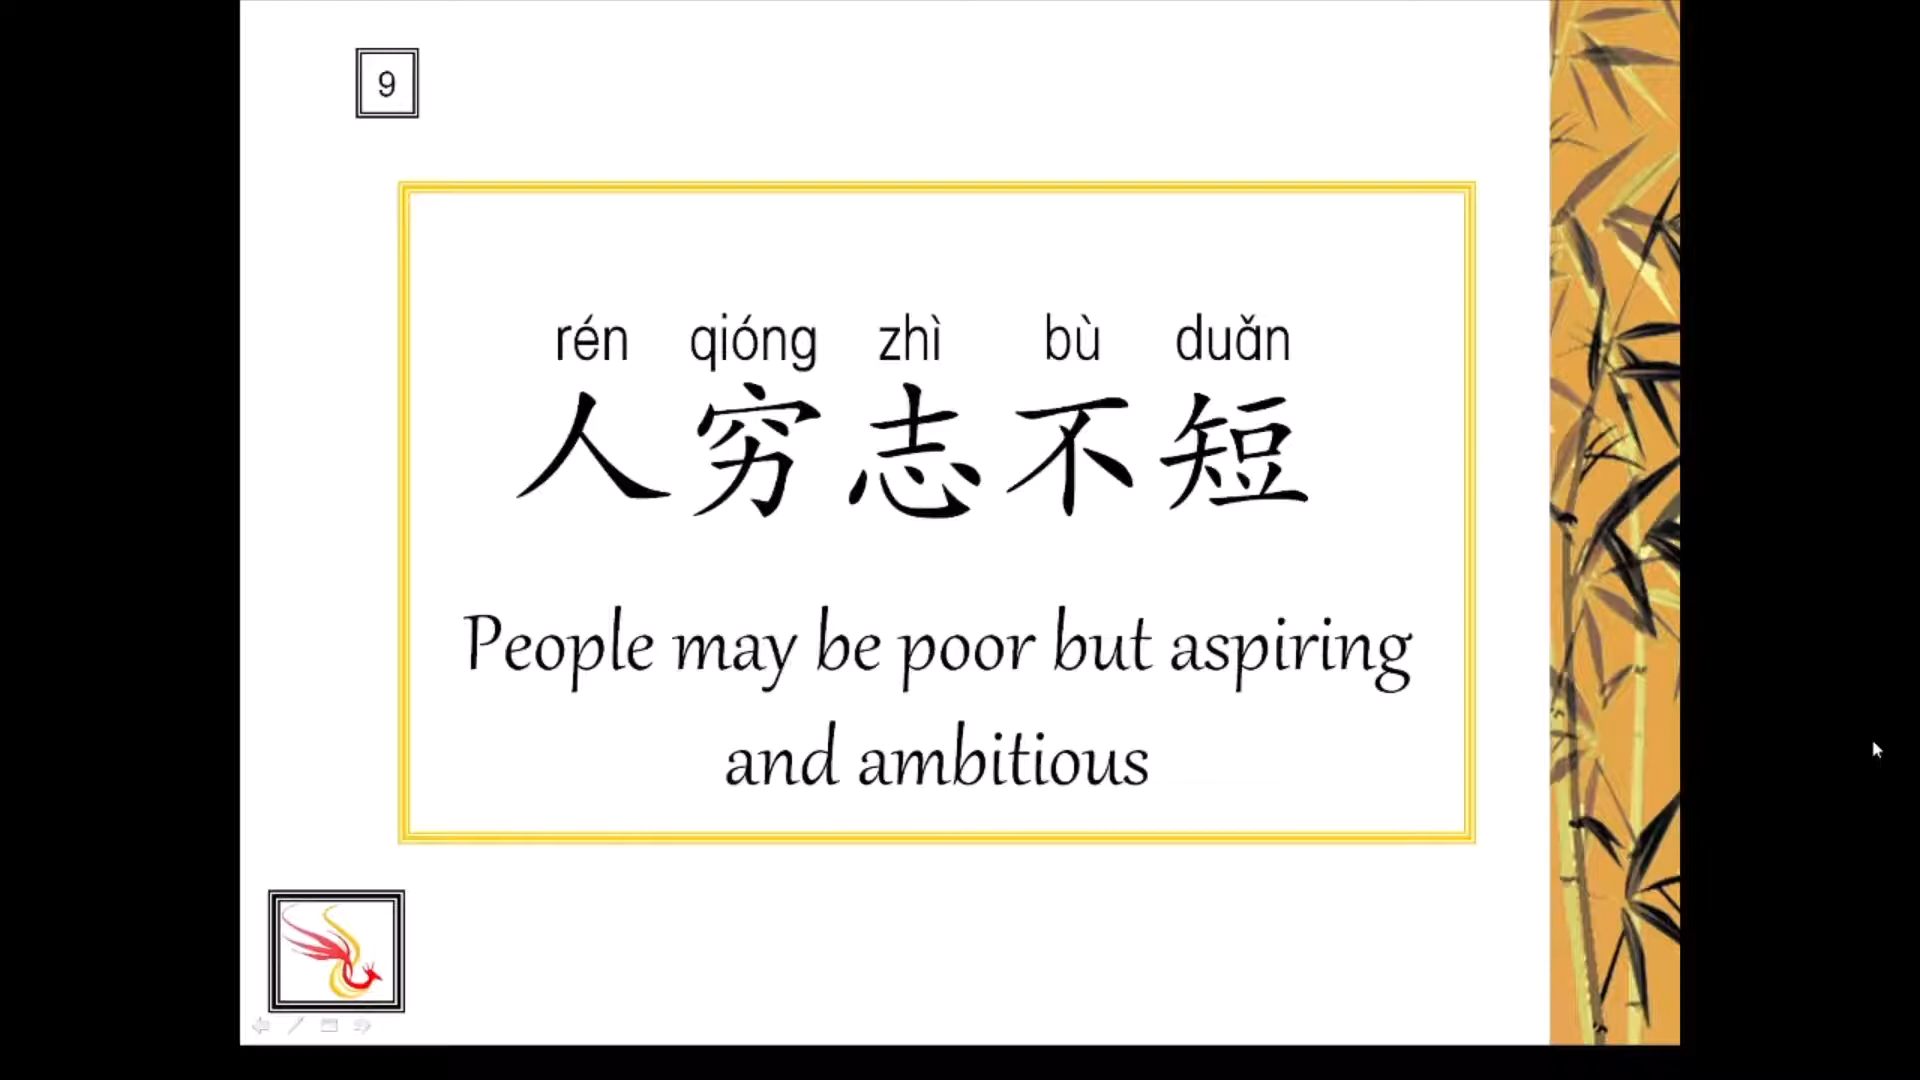 9
rén qióng zhì bù duǎn
人穷志不短
People may be poor but aspiring
and ambitious